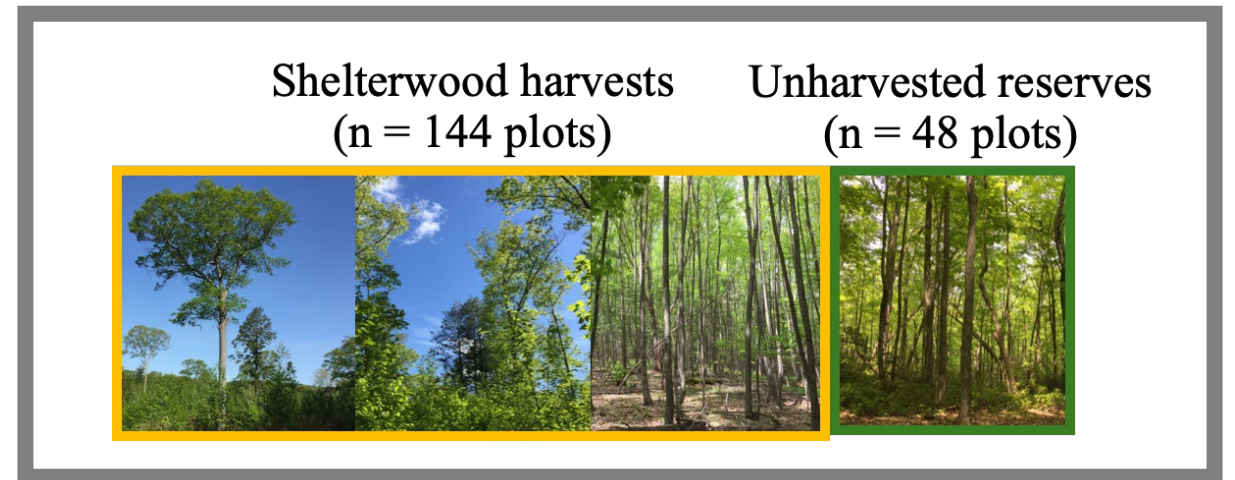 Shelterwood harvests
(n = 144 plots)
Unharvested reserves
(n = 48 plots)